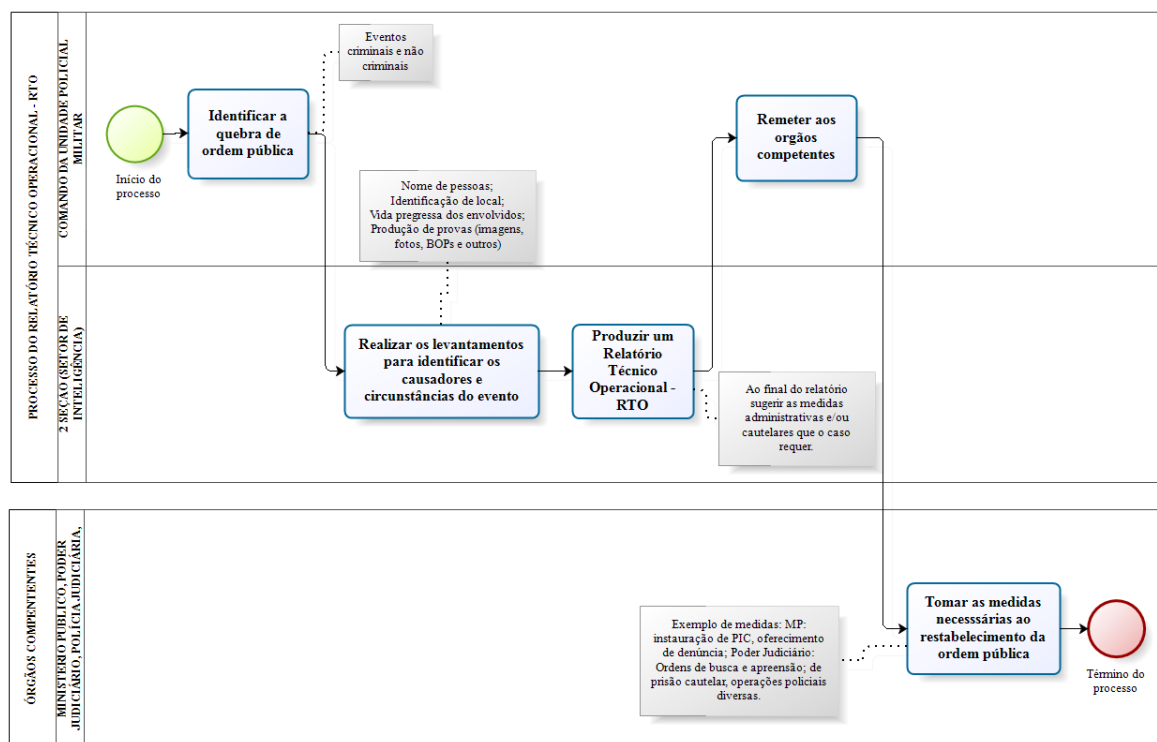 PROCESSO DO RELATÓRIO TÉCNICO OPERACIONAL - RTO
COMANDO DA UNIDADE POLICIAL
MILITAR
Início do
processo
Identificar a
quebra de
ordem pública
Eventos
criminais e não
criminais
Remeter aos
orgãos
competentes
Nome de pessoas;
Identificação de local;
Vida pregressa dos envolvidos;
Produção de provas (imagens,
fotos, BOPs e outros)
2 SEÇÃO (SETOR DE
INTELIGÊNCIA)
Realizar os levantamentos
para identificar os
causadores e
circunstâncias do evento
Produzir um
Relatório
Técnico
Operacional -
RTO
Ao final do relatório
sugerir as medidas
administrativas e/ou
cautelares que o caso
requer.
ÓRGÃOS COMPENTENTES
MINISTERIO PUBLICO, PODER
JUDICIÁRIO, POLÍCIA JUDICIÁRIA,
Exemplo de medidas: MP:
instauração de PIC, oferecimento
de denúncia; Poder Judiciário:
Ordens de busca e apreensão; de
prisão cautelar, operações policiais
diversas.
Tomar as medidas
necesssárias ao
restabelecimento da
ordem pública
Término do
processo